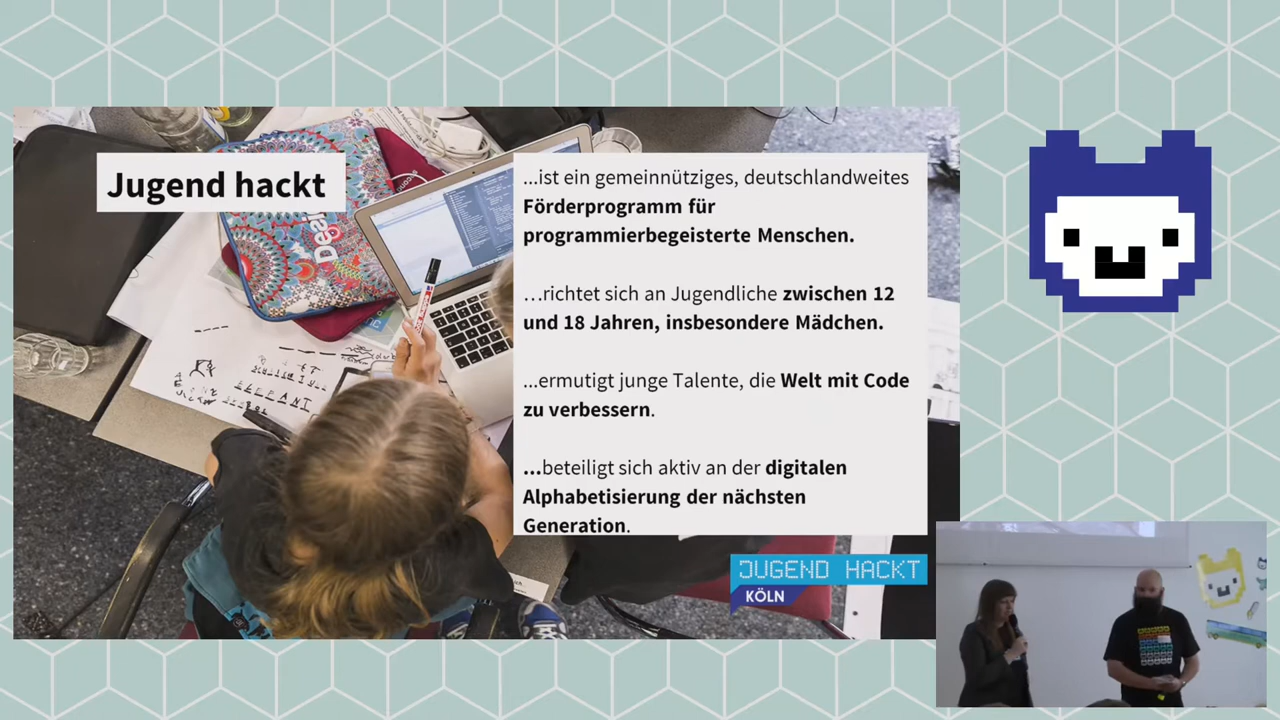 Jugend hackt
...ist ein gemeinnütziges, deutschlandweites
Förderprogramm für
programmierbegeisterte Menschen.
...richtet sich an Jugendliche zwischen 12
und 18 Jahren, insbesondere Mädchen.
...ermutigt junge Talente, die Welt mit Code
zu verbessern.
...beteiligt sich aktiv an der digitalen
Alphabetisierung der nächsten
Generation.
JUGEND HACKT
KÖLN